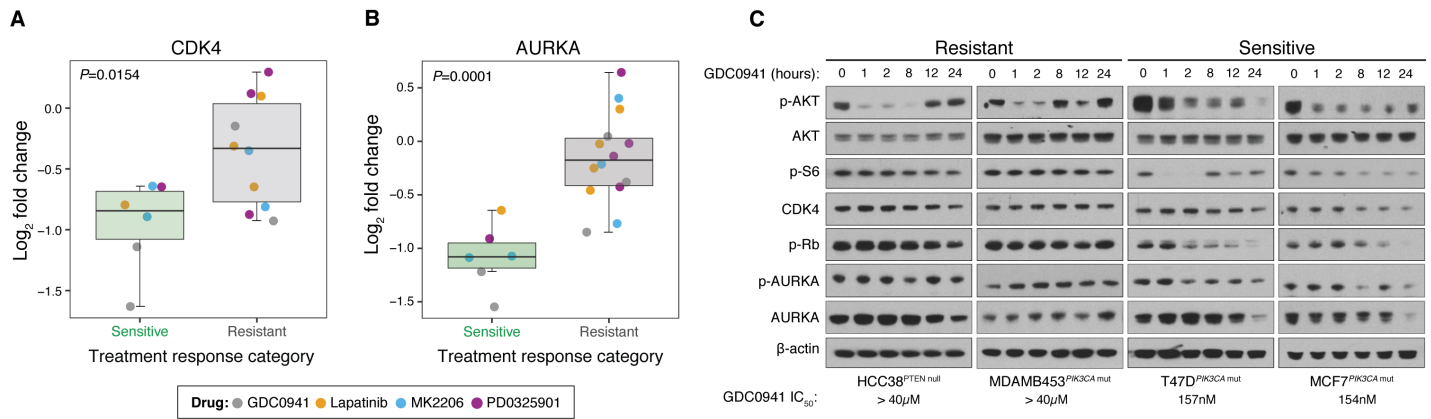 A
CDK4
P=0.0154
Log2 fold change
0.0
−0.5
−1.0
−1.5
Sensitive
Resistant
Treatment response category
B
AURKA
P=0.0001
Log2 fold change
0.5
0.0
−0.5
−1.0
−1.5
Sensitive
Resistant
Treatment response category
Drug: GDC0941 Lapatinib MK2206 PD0325901
C
Resistant Sensitive
GDC0941 (hours): 0 1 2 8 12 24 0 1 2 8 12 24 0 1 2 8 12 24 0 1 2 8 12 24
p-AKT
AKT
p-S6
CDK4
p-Rb
p-AURKA
AURKA
β-actin
HCC38PTEN null MDAMB453PIK3CA mut T47DPIK3CA mut MCF7PIK3CA mut
GDC0941 IC50: > 40µM > 40µM 157nM 154nM